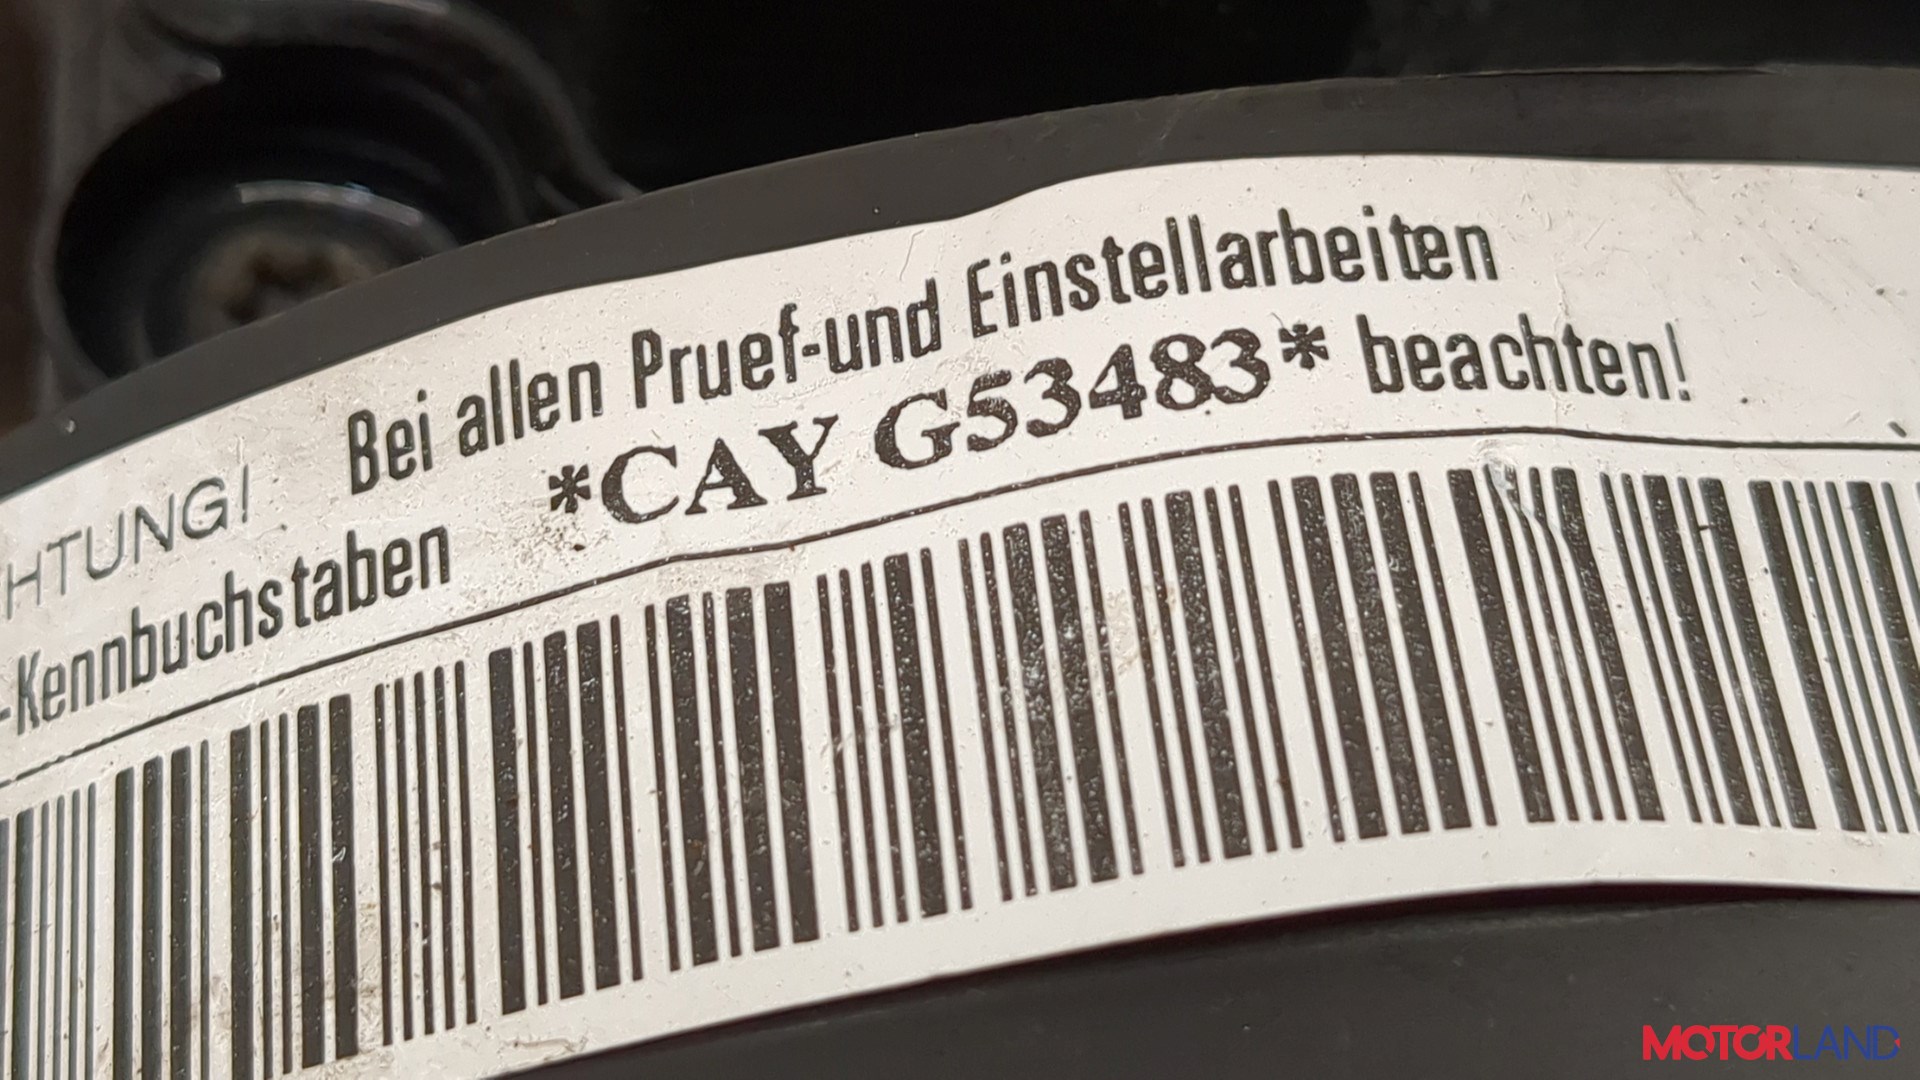 HTUNG! Bei allen Pruef-und Einstellarbeiten
-Kennbuchstaben *CAY G53483* beachten!
MOTORLAND